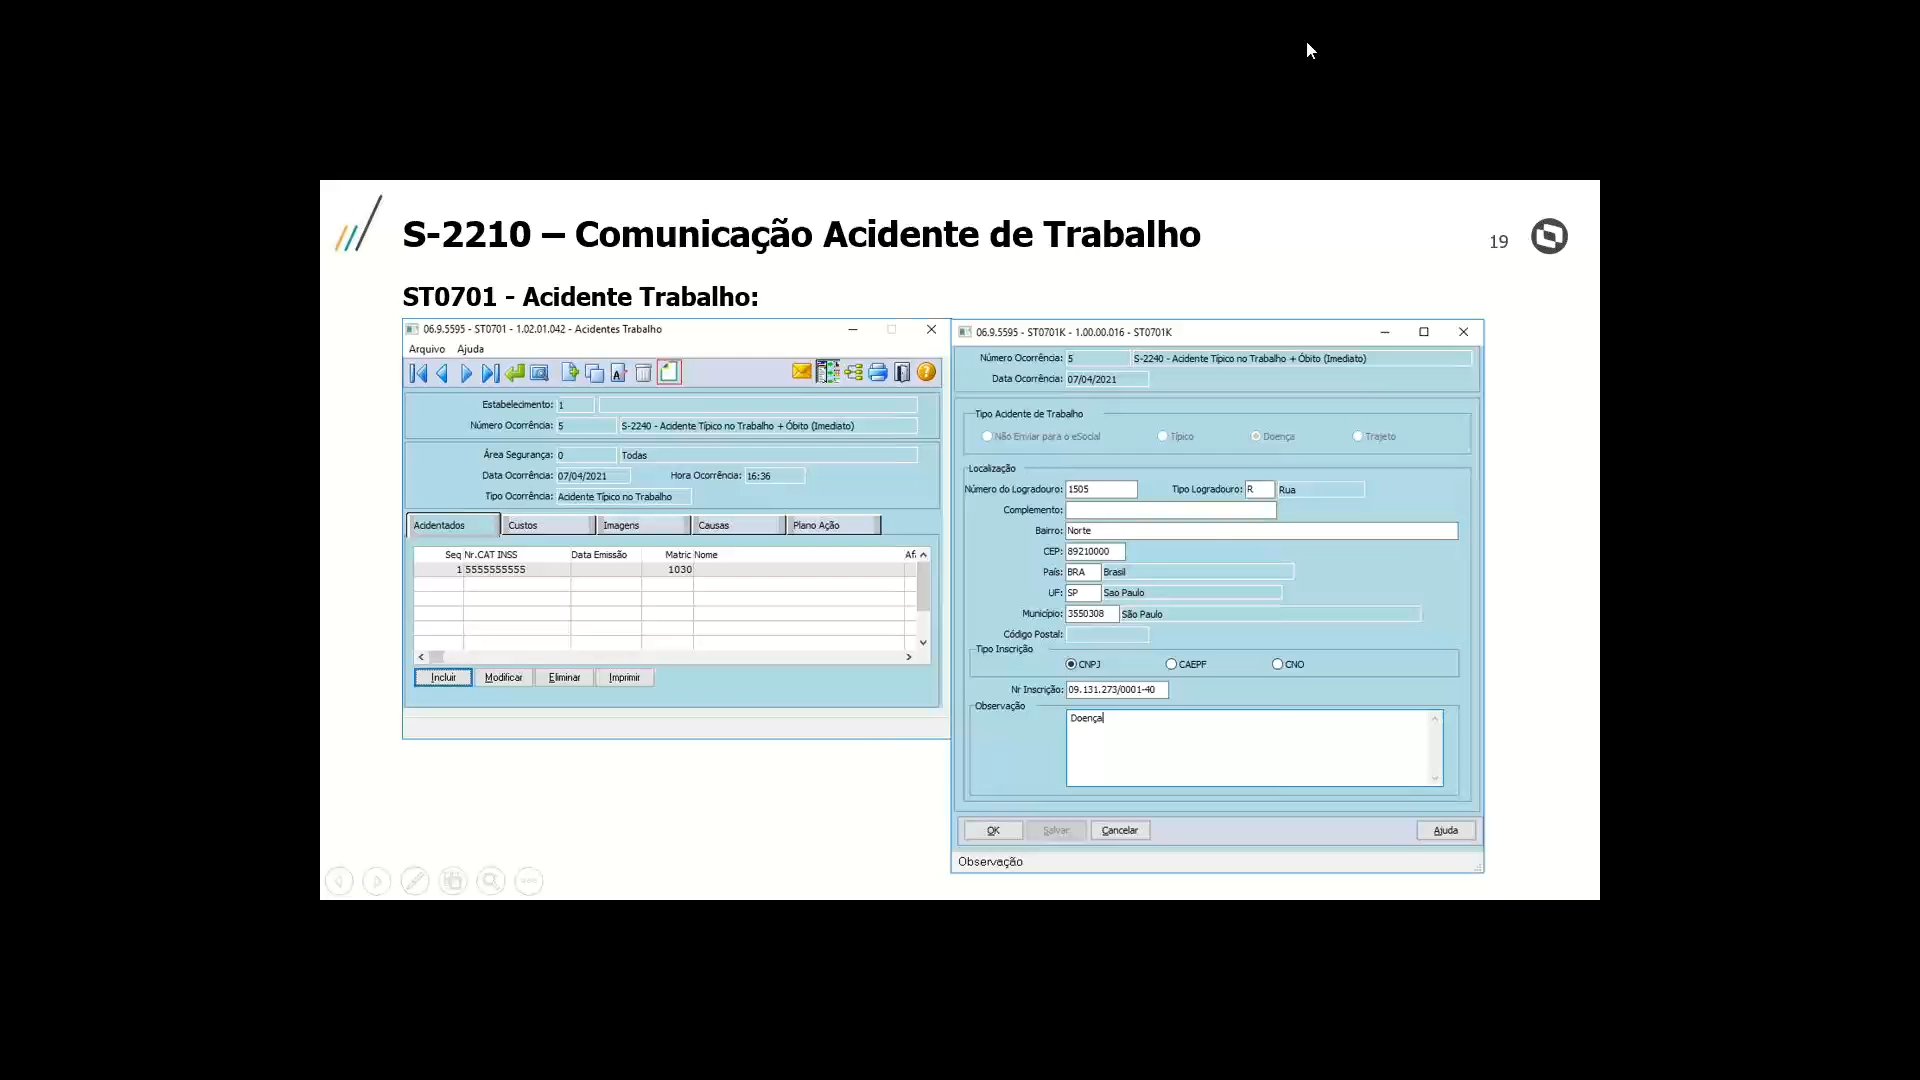 S-2210 – Comunicação Acidente de Trabalho
19
ST0701 - Acidente Trabalho:
06.9.5595 - ST0701 - 1.02.01.042 - Acidentes Trabalho
Arquivo Ajuda
Estabelecimento: 1
Número Ocorrência: 5 S-2240 - Acidente Típico no Trabalho + Óbito (Imediato)
Área Segurança: 0 Todas
Data Ocorrência: 07/04/2021 Hora Ocorrência: 16:36
Tipo Ocorrência: Acidente Típico no Trabalho
Acidentados Custos Imagens Causas Plano Ação
Seq Nr.CAT INSS Data Emissão Matric Nome Af.
1 5555555555 1030
Incluir Modificar Eliminar Imprimir
06.9.5595 - ST0701K - 1.00.00.016 - ST0701K
Número Ocorrência: 5 S-2240 - Acidente Típico no Trabalho + Óbito (Imediato)
Data Ocorrência: 07/04/2021
Tipo Acidente de Trabalho
Não Enviar para o eSocial Típico Doença Trajeto
Localização
Número do Logradouro: 1505 Tipo Logradouro: R Rua
Complemento:
Bairro: Norte
CEP: 89210000
País: BRA Brasil
UF: SP Sao Paulo
Município: 3550308 São Paulo
Código Postal:
Tipo Inscrição
CNPJ CAEPF CNO
Nr Inscrição: 09.131.273/0001-40
Observação
Doença
OK Salvar Cancelar Ajuda
Observação